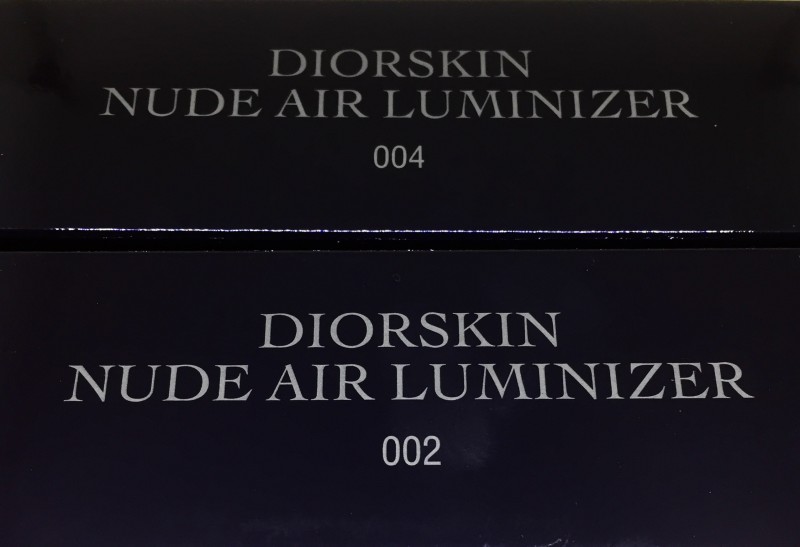 DIORSKIN
NUDE AIR LUMINIZER
004
DIORSKIN
NUDE AIR LUMINIZER
002